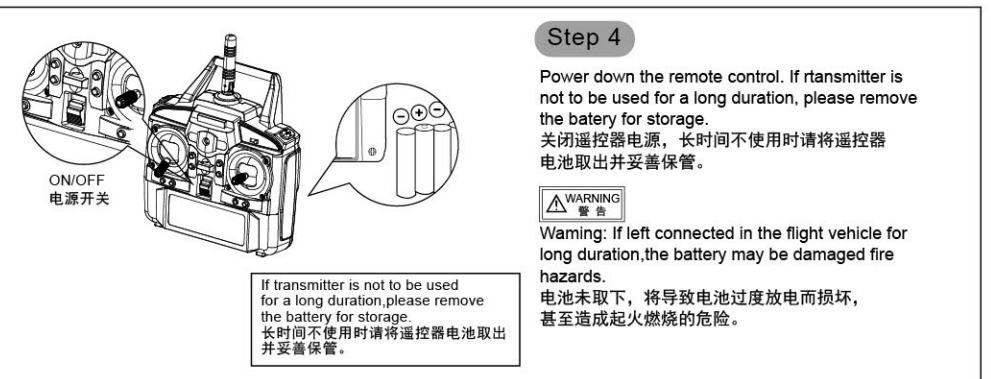 ON/OFF
电源开关
If transmitter is not to be used
for a long duration,please remove
the battery for storage.
长时间不使用时请将遥控器电池取出
并妥善保管。
Step 4
Power down the remote control. If rtansmitter is
not to be used for a long duration, please remove
the batery for storage.
关闭遥控器电源，长时间不使用时请将遥控器
电池取出并妥善保管。
WARNING
警 告
Waming: If left connected in the flight vehicle for
long duration,the battery may be damaged fire
hazards.
电池未取下，将导致电池过度放电而损坏，
甚至造成起火燃烧的危险。